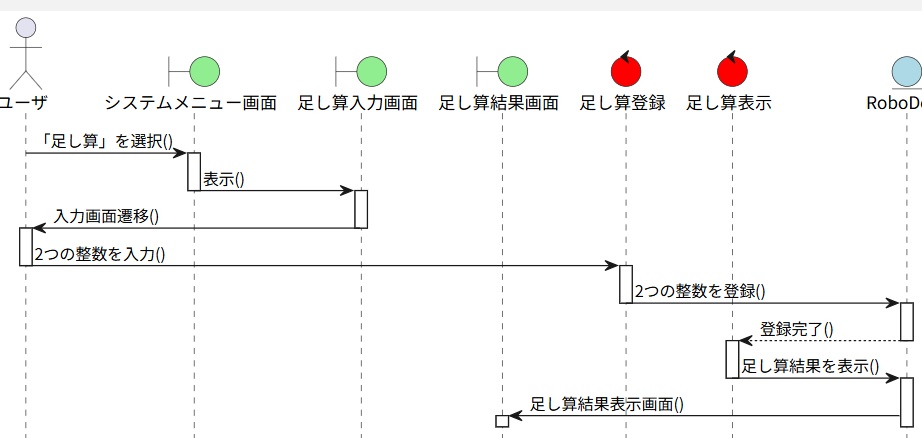 ユーザ
システムメニュー画面
足し算入力画面
足し算結果画面
足し算登録
足し算表示
「足し算」を選択()
表示()
入力画面遷移()
2つの整数を入力()
2つの整数を登録()
登録完了()
足し算結果を表示()
足し算結果表示画面()